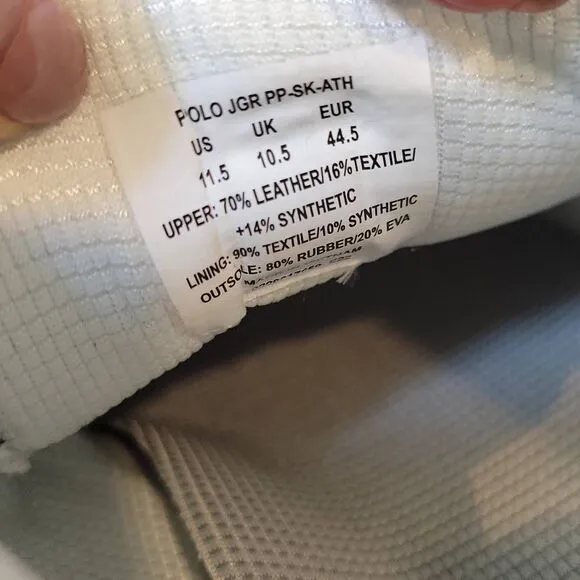 POLO JGR PP-SK-ATH
US UK EUR
11.5 10.5 44.5
UPPER: 70% LEATHER/16%TEXTILE/
+14% SYNTHETIC
LINING: 90% TEXTILE/10% SYNTHETIC
OUTSOLE: 80% RUBBER/20% EVA